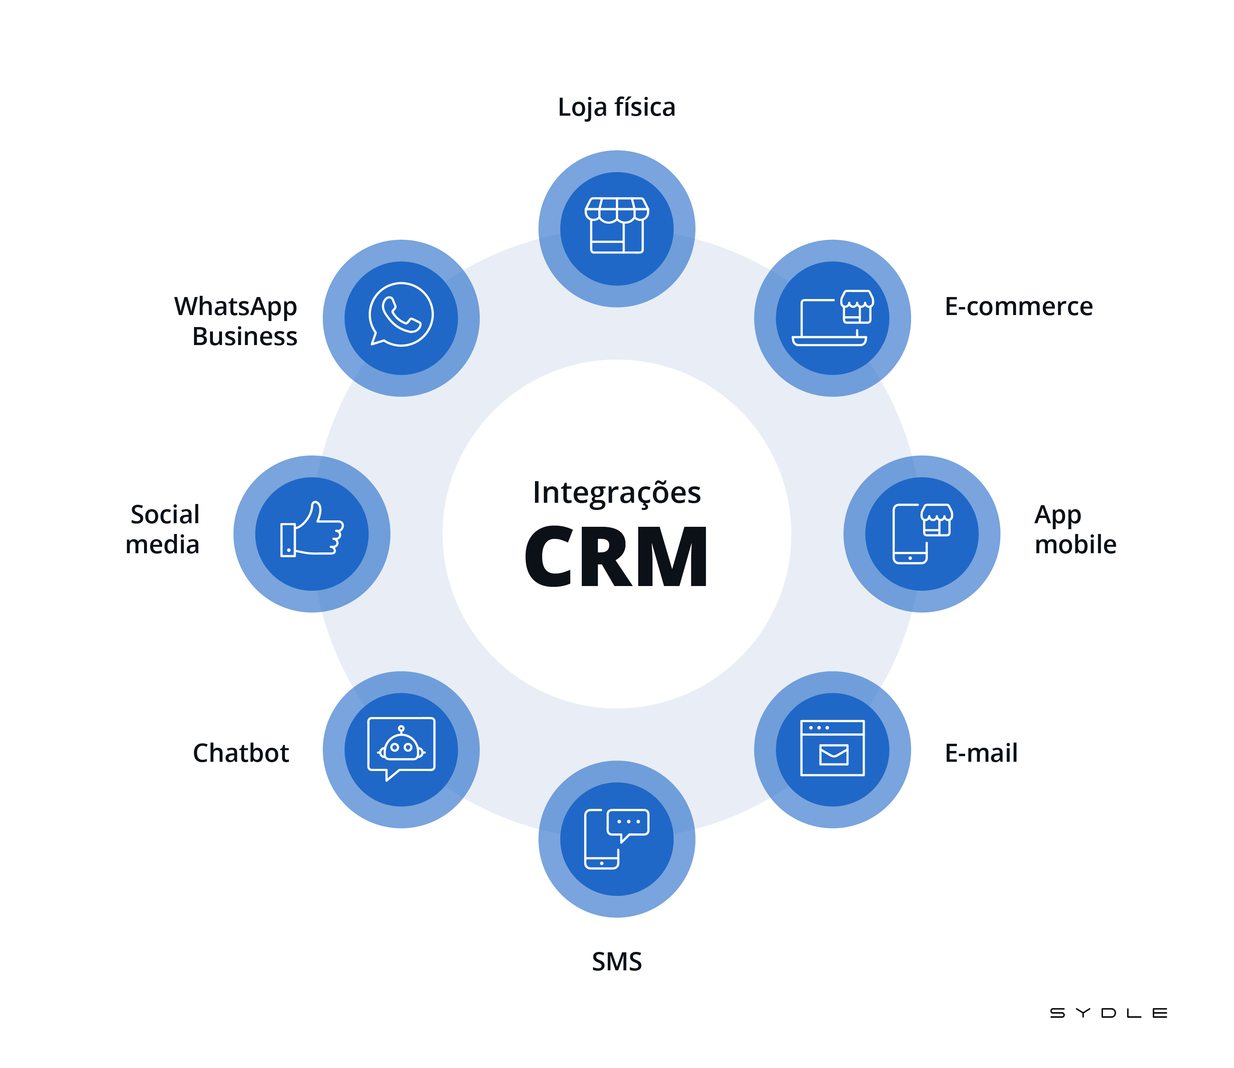 Loja física
WhatsApp
Business
E-commerce
Social
media
Integrações
CRM
App
mobile
Chatbot
E-mail
SMS
SYDLE